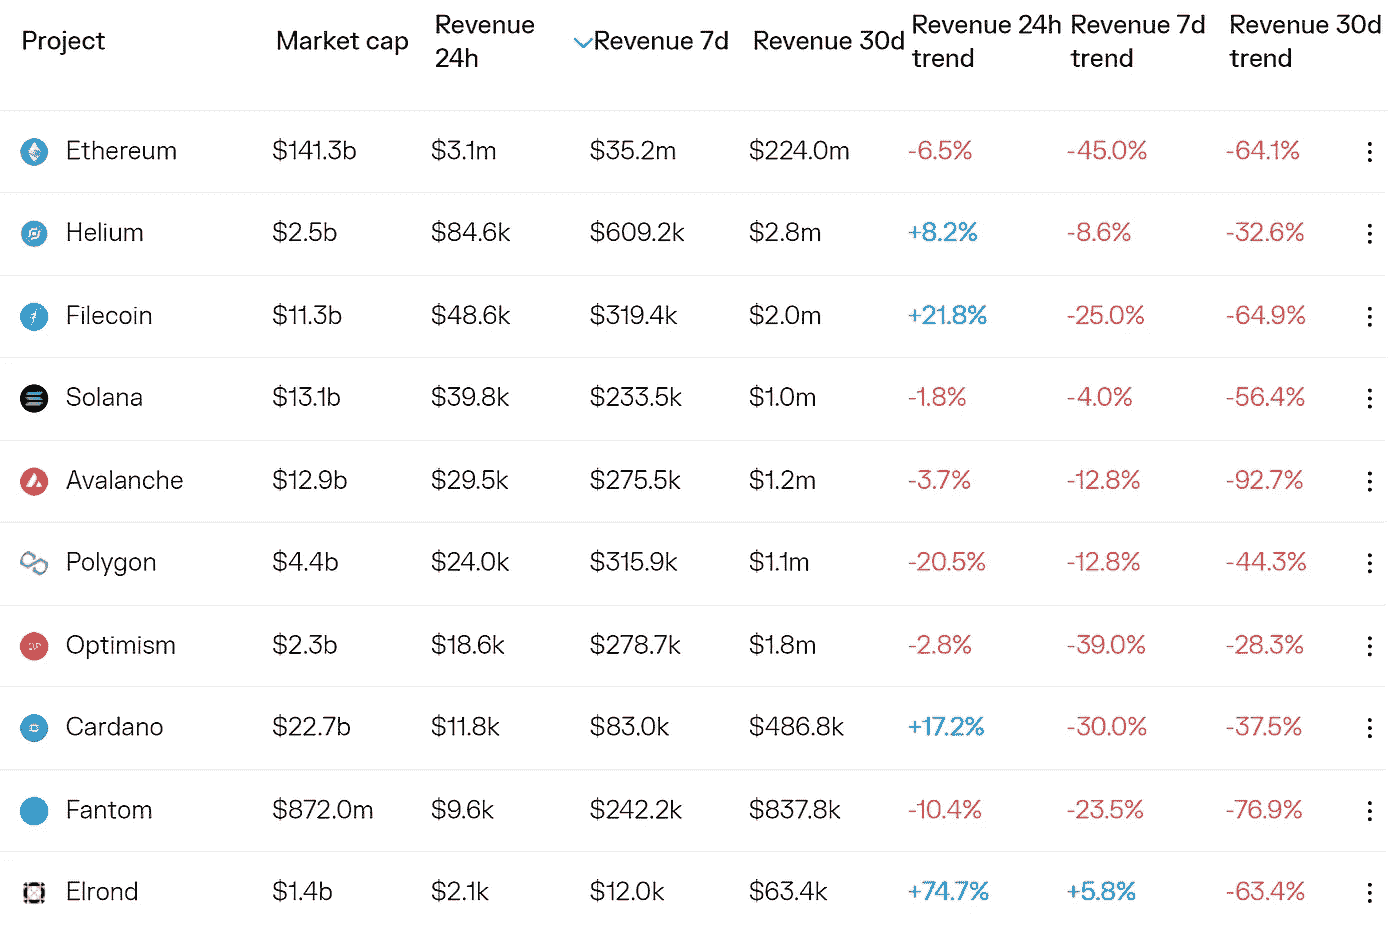 Project Market cap Revenue 24h Revenue 7d Revenue 30d Revenue 24h trend Revenue 7d trend Revenue 30d trend
Ethereum $141.3b $3.1m $35.2m $224.0m -6.5% -45.0% -64.1%
Helium $2.5b $84.6k $609.2k $2.8m +8.2% -8.6% -32.6%
Filecoin $11.3b $48.6k $319.4k $2.0m +21.8% -25.0% -64.9%
Solana $13.1b $39.8k $233.5k $1.0m -1.8% -4.0% -56.4%
Avalanche $12.9b $29.5k $275.5k $1.2m -3.7% -12.8% -92.7%
Polygon $4.4b $24.0k $315.9k $1.1m -20.5% -12.8% -44.3%
Optimism $2.3b $18.6k $278.7k $1.8m -2.8% -39.0% -28.3%
Cardano $22.7b $11.8k $83.0k $486.8k +17.2% -30.0% -37.5%
Fantom $872.0m $9.6k $242.2k $837.8k -10.4% -23.5% -76.9%
Elrond $1.4b $2.1k $12.0k $63.4k +74.7% +5.8% -63.4%